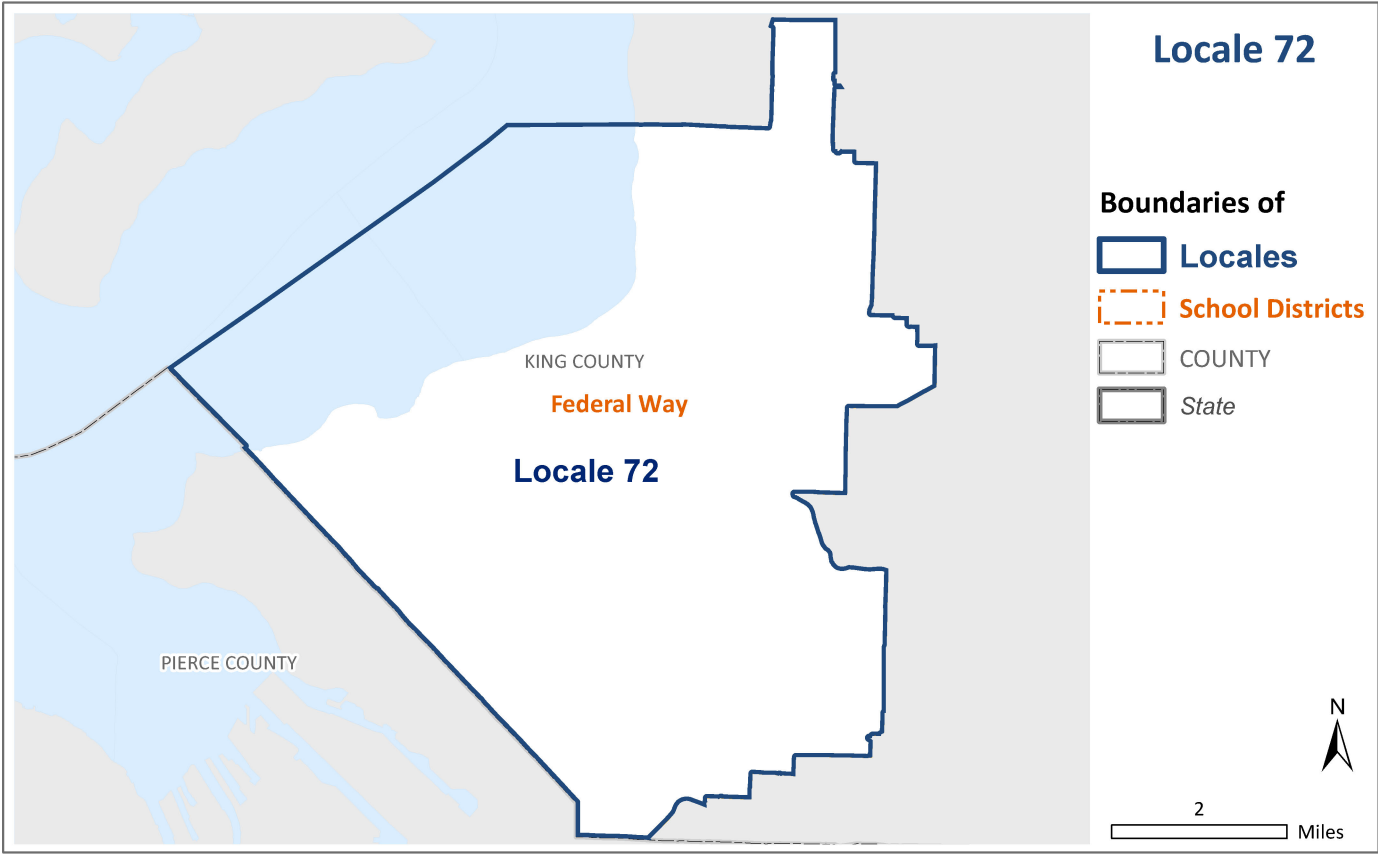 Locale 72
Boundaries of
Locales
School Districts
COUNTY
State
KING COUNTY
Federal Way
Locale 72
PIERCE COUNTY
N
2
Miles